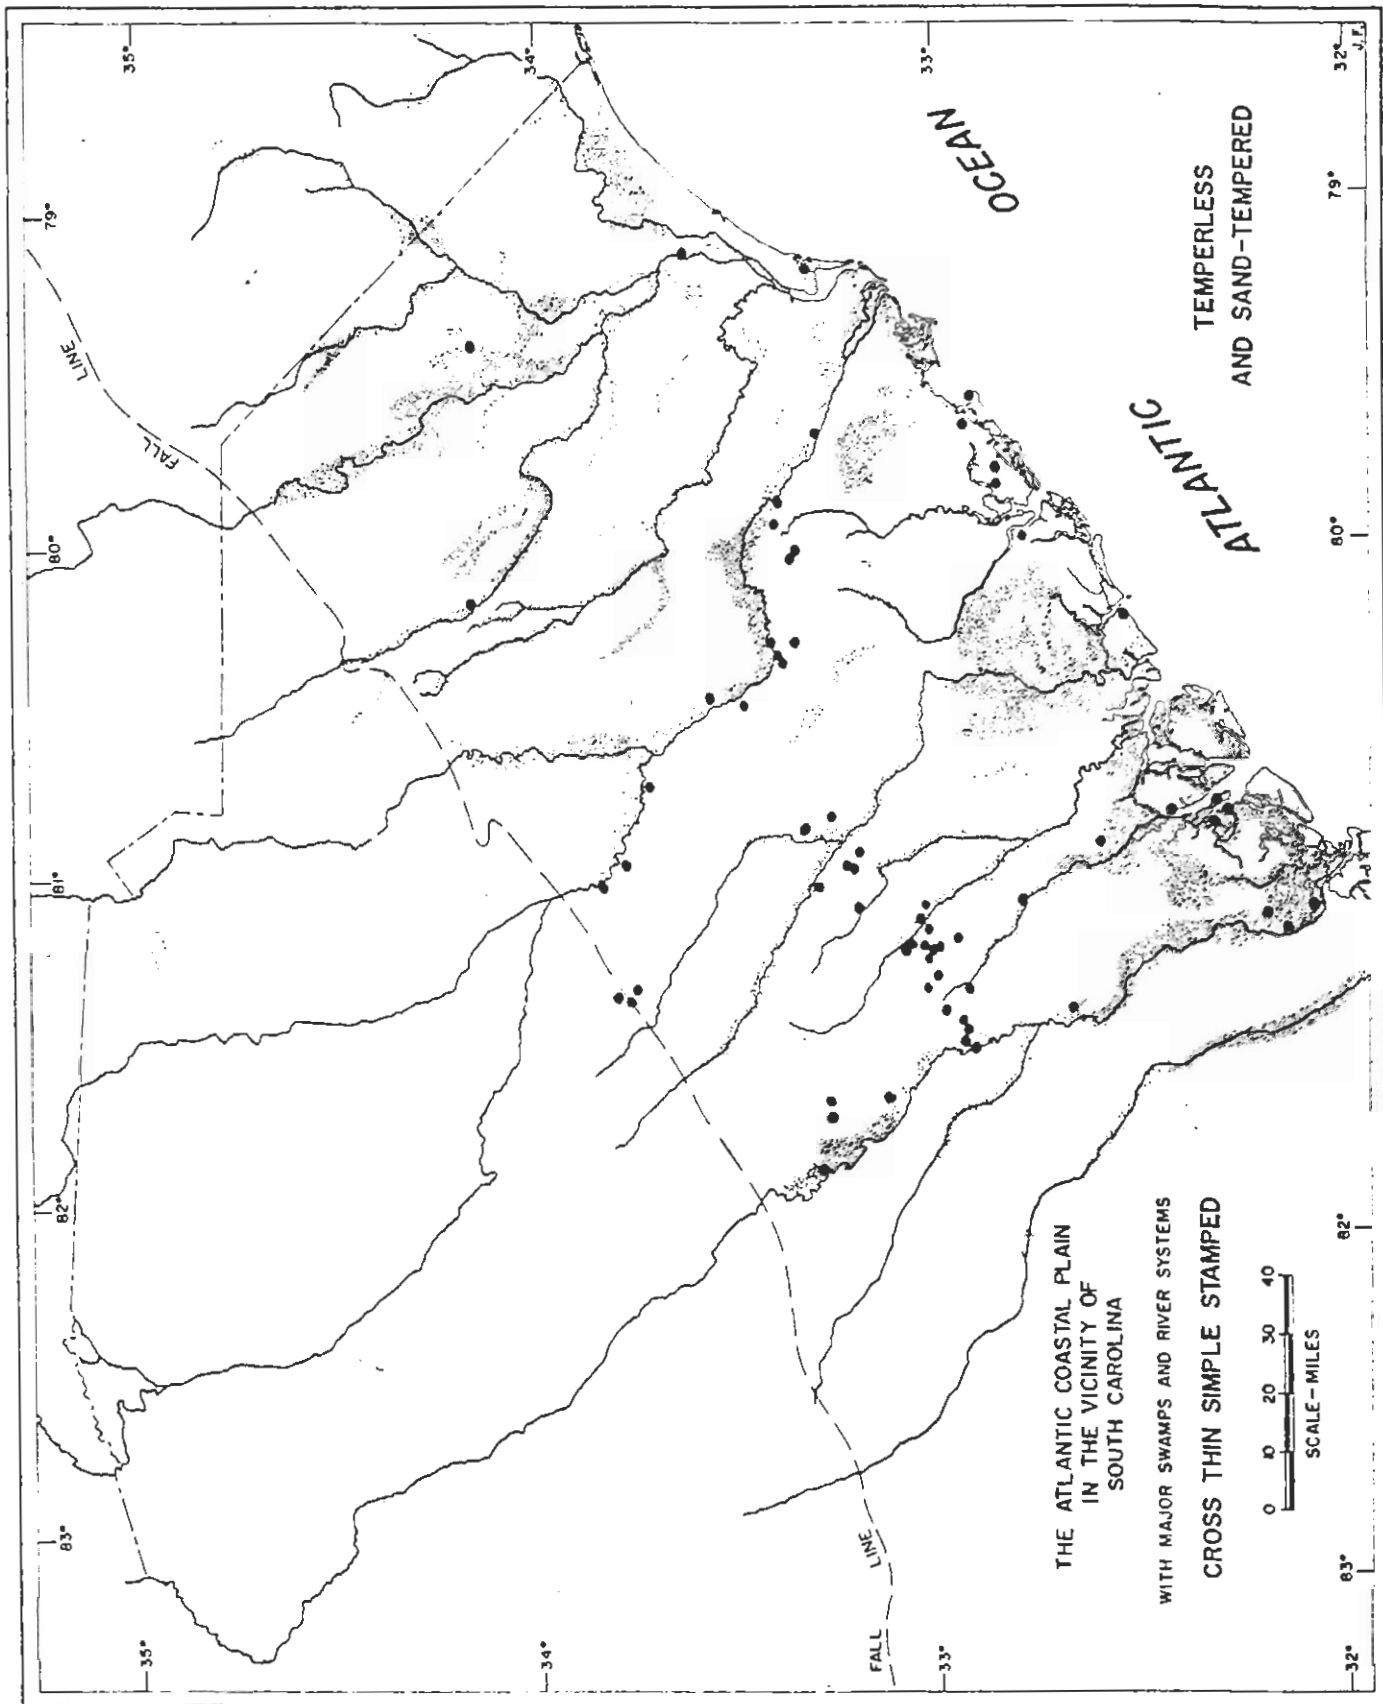 THE ATLANTIC COASTAL PLAIN
IN THE VICINITY OF
SOUTH CAROLINA
WITH MAJOR SWAMPS AND RIVER SYSTEMS
CROSS THIN SIMPLE STAMPED
0 10 20 30 40
SCALE–MILES
TEMPERLESS
AND SAND-TEMPERED
ATLANTIC
OCEAN
FALL
LINE
FALL
LINE
83°
82°
81°
80°
79°
35°
34°
33°
32°
35°
34°
33°
32°
83°
82°
80°
79°
J.F.